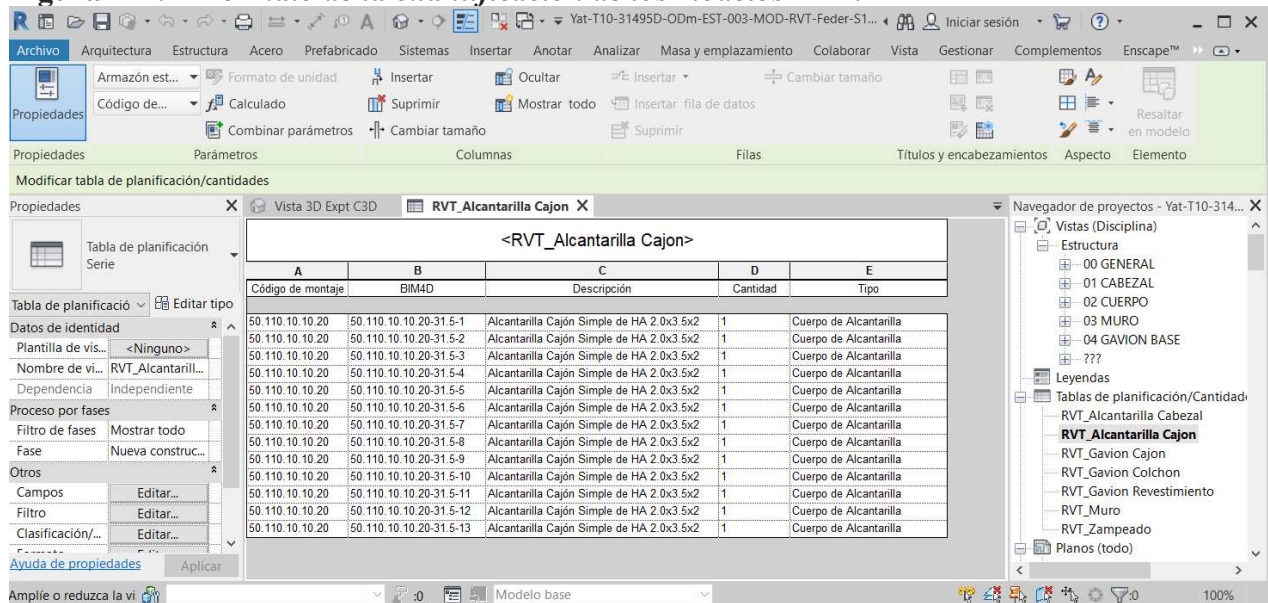 Yat-T10-31495D-ODm-EST-003-MOD-RVT-Feder-S1... Iniciar sesión
Archivo Arquitectura Estructura Acero Prefabricado Sistemas Insertar Anotar Analizar Masa y emplazamiento Colaborar Vista Gestionar Complementos Enscape™
Propiedades
Armazón est... Formato de unidad Insertar Ocultar Insertar Cambiar tamaño
Código de... Calculado Suprimir Mostrar todo Insertar fila de datos
Combinar parámetros Cambiar tamaño Suprimir
Resaltar
en modelo
Propiedades Parámetros Columnas Filas Títulos y encabezamientos Aspecto Elemento
Modificar tabla de planificación/cantidades
Propiedades X
Tabla de planificación
Serie
Tabla de planificació Editar tipo
Datos de identidad
Plantilla de vis... <Ninguno>
Nombre de vi... RVT_Alcantarill...
Dependencia Independiente
Proceso por fases
Filtro de fases Mostrar todo
Fase Nueva construc...
Otros
Campos Editar...
Filtro Editar...
Clasificación/... Editar...
Ayuda de propiedades Aplicar
Vista 3D Expt C3D RVT_Alcantarilla Cajon X
<RVT_Alcantarilla Cajon>
A B C D E
Código de montaje BIM4D Descripción Cantidad Tipo
50.110.10.10.20 50.110.10.10.20-31.5-1 Alcantarilla Cajón Simple de HA 2.0x3.5x2 1 Cuerpo de Alcantarilla
50.110.10.10.20 50.110.10.10.20-31.5-2 Alcantarilla Cajón Simple de HA 2.0x3.5x2 1 Cuerpo de Alcantarilla
50.110.10.10.20 50.110.10.10.20-31.5-3 Alcantarilla Cajón Simple de HA 2.0x3.5x2 1 Cuerpo de Alcantarilla
50.110.10.10.20 50.110.10.10.20-31.5-4 Alcantarilla Cajón Simple de HA 2.0x3.5x2 1 Cuerpo de Alcantarilla
50.110.10.10.20 50.110.10.10.20-31.5-5 Alcantarilla Cajón Simple de HA 2.0x3.5x2 1 Cuerpo de Alcantarilla
50.110.10.10.20 50.110.10.10.20-31.5-6 Alcantarilla Cajón Simple de HA 2.0x3.5x2 1 Cuerpo de Alcantarilla
50.110.10.10.20 50.110.10.10.20-31.5-7 Alcantarilla Cajón Simple de HA 2.0x3.5x2 1 Cuerpo de Alcantarilla
50.110.10.10.20 50.110.10.10.20-31.5-8 Alcantarilla Cajón Simple de HA 2.0x3.5x2 1 Cuerpo de Alcantarilla
50.110.10.10.20 50.110.10.10.20-31.5-9 Alcantarilla Cajón Simple de HA 2.0x3.5x2 1 Cuerpo de Alcantarilla
50.110.10.10.20 50.110.10.10.20-31.5-10 Alcantarilla Cajón Simple de HA 2.0x3.5x2 1 Cuerpo de Alcantarilla
50.110.10.10.20 50.110.10.10.20-31.5-11 Alcantarilla Cajón Simple de HA 2.0x3.5x2 1 Cuerpo de Alcantarilla
50.110.10.10.20 50.110.10.10.20-31.5-12 Alcantarilla Cajón Simple de HA 2.0x3.5x2 1 Cuerpo de Alcantarilla
50.110.10.10.20 50.110.10.10.20-31.5-13 Alcantarilla Cajón Simple de HA 2.0x3.5x2 1 Cuerpo de Alcantarilla
Navegador de proyectos - Yat-T10-314... X
Vistas (Disciplina)
Estructura
00 GENERAL
01 CABEZAL
02 CUERPO
03 MURO
04 GAVION BASE
???
Leyendas
Tablas de planificación/Cantidad
RVT_Alcantarilla Cabezal
RVT_Alcantarilla Cajon
RVT_Gavion Cajon
RVT_Gavion Colchon
RVT_Gavion Revestimiento
RVT_Muro
RVT_Zampeado
Planos (todo)
Amplíe o reduzca la vi :0 Modelo base :0 100%